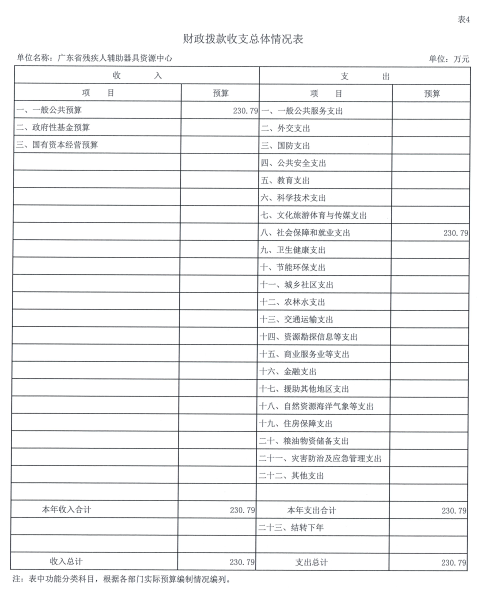 表4
财政拨款收支总体情况表
单位名称：广东省残疾人辅助器具资源中心 单位：万元
收 入 支 出
项 目 预算 项 目 预算
一、一般公共预算 230.79 一、一般公共服务支出
二、政府性基金预算 二、外交支出
三、国有资本经营预算 三、国防支出
四、公共安全支出
五、教育支出
六、科学技术支出
七、文化旅游体育与传媒支出
八、社会保障和就业支出 230.79
九、卫生健康支出
十、节能环保支出
十一、城乡社区支出
十二、农林水支出
十三、交通运输支出
十四、资源勘探信息等支出
十五、商业服务业等支出
十六、金融支出
十七、援助其他地区支出
十八、自然资源海洋气象等支出
十九、住房保障支出
二十、粮油物资储备支出
二十一、灾害防治及应急管理支出
二十二、其他支出
本年收入合计 230.79 本年支出合计 230.79
二十三、结转下年
收入总计 230.79 支出总计 230.79
注：表中功能分类科目，根据各部门实际预算编制情况编列。